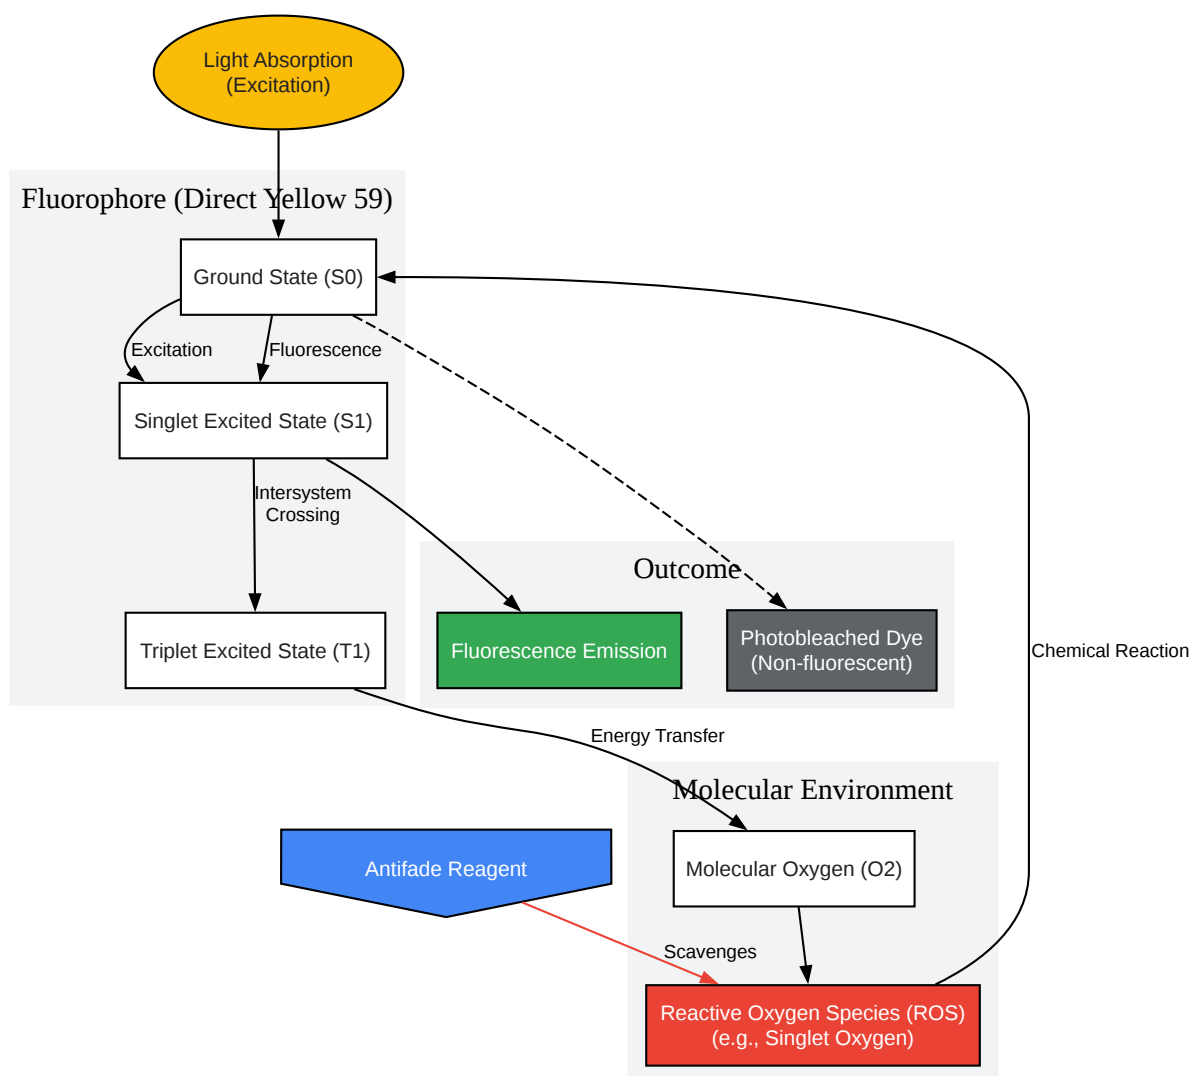 Light Absorption
(Excitation)
Fluorophore (Direct Yellow 59)
Ground State (S0)
Excitation
Fluorescence
Singlet Excited State (S1)
Intersystem
Crossing
Outcome
Triplet Excited State (T1)
Fluorescence Emission
Photobleached Dye
(Non-fluorescent)
Chemical Reaction
Energy Transfer
Molecular Environment
Antifade Reagent
Molecular Oxygen (O2)
Scavenges
Reactive Oxygen Species (ROS)
(e.g., Singlet Oxygen)